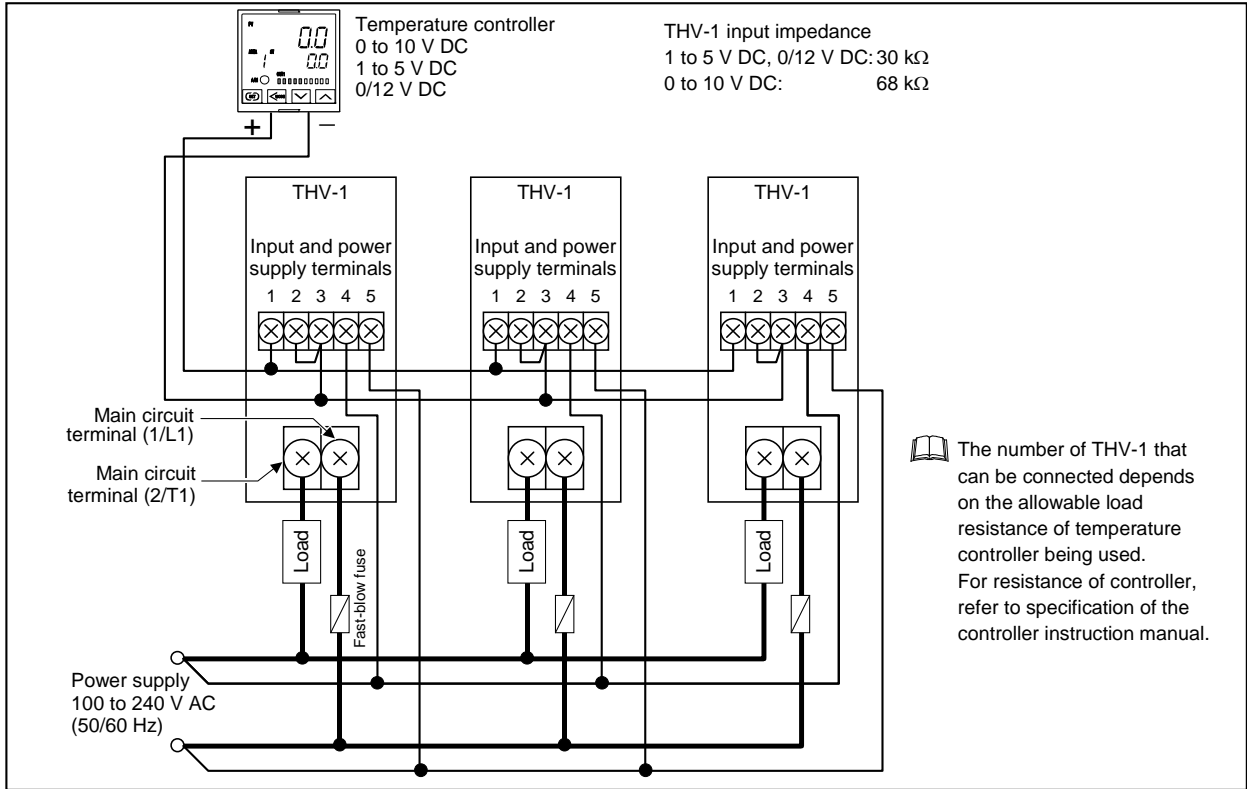 Temperature controller
0 to 10 V DC
1 to 5 V DC
0/12 V DC
THV-1 input impedance
1 to 5 V DC, 0/12 V DC: 30 kΩ
0 to 10 V DC: 68 kΩ
PV
0.0
1
0.0
+ −
THV-1
Input and power
supply terminals
1 2 3 4 5
THV-1
Input and power
supply terminals
1 2 3 4 5
THV-1
Input and power
supply terminals
1 2 3 4 5
Main circuit
terminal (1/L1)
Main circuit
terminal (2/T1)
Load
Fast-blow fuse
Load
Load
Power supply
100 to 240 V AC
(50/60 Hz)
The number of THV-1 that
can be connected depends
on the allowable load
resistance of temperature
controller being used.
For resistance of controller,
refer to specification of the
controller instruction manual.